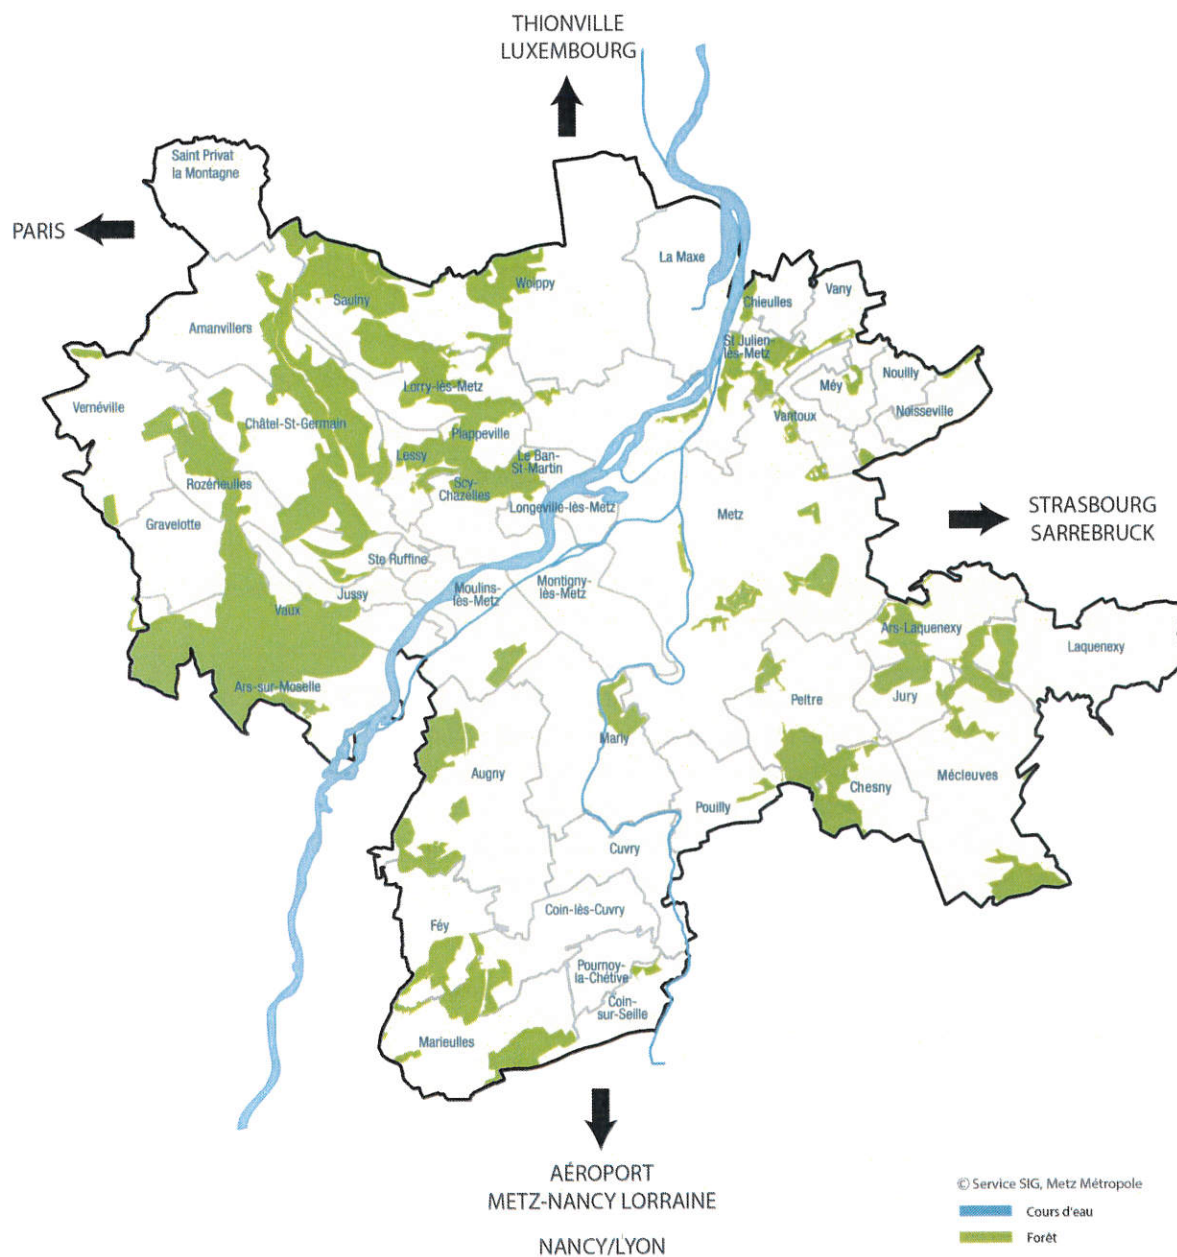 THIONVILLE
LUXEMBOURG
Saint Privat
la Montagne
PARIS
La Maxe
Woippy
Saulny
Chieulles
Vany
Amanvillers
St Julien-
lès-Metz
Nouilly
Méy
Lorry-lès-Metz
Vernéville
Noisseville
Vantoux
Châtel-St-Germain
Plappeville
Lessy
Le Ban-
St-Martin
Rozérieulles
Scy-
Chazelles
Longeville-lès-Metz
Metz
STRASBOURG
SARREBRUCK
Gravelotte
Ste Ruffine
Jussy
Moulins-
lès-Metz
Montigny-
lès-Metz
Vaux
Ars-Laquenexy
Laquenexy
Ars-sur-Moselle
Peltre
Jury
Marly
Augny
Mécleuves
Chesny
Pouilly
Cuvry
Coin-lès-Cuvry
Féy
Pournoy-
la-Chétive
Coin-
sur-Seille
Marieulles
AÉROPORT
METZ-NANCY LORRAINE
NANCY/LYON
© Service SIG, Metz Métropole
Cours d'eau
Forêt